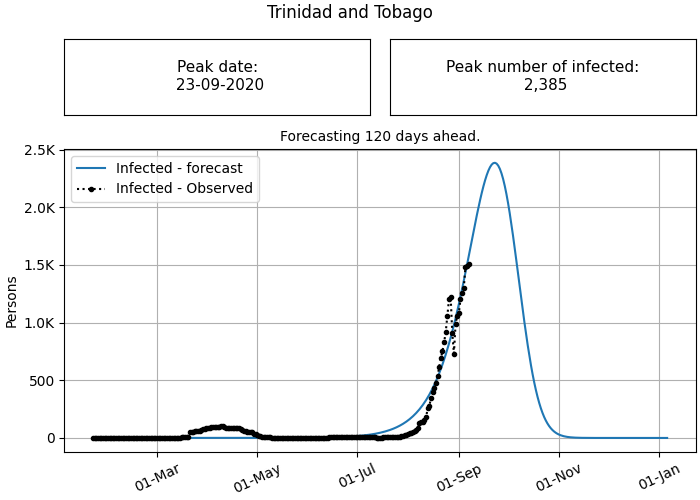 Trinidad and Tobago
Peak date:
23-09-2020
Peak number of infected:
2,385
Forecasting 120 days ahead.
Infected - forecast
Infected - Observed
Persons
2.5K
2.0K
1.5K
1.0K
500
0
01-Mar
01-May
01-Jul
01-Sep
01-Nov
01-Jan